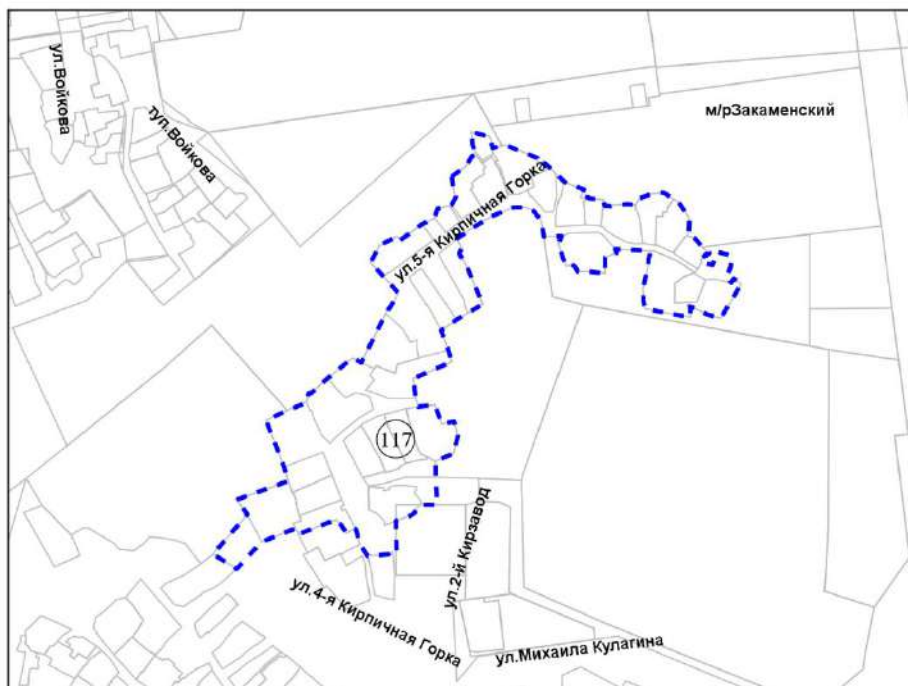 ул.Войкова
туп.Войкова
м/рЗакаменский
ул.5-я Кирпичная Горка
117
ул.2-й Кирзавод
ул.4-я Кирпичная Горка
ул.Михаила Кулагина